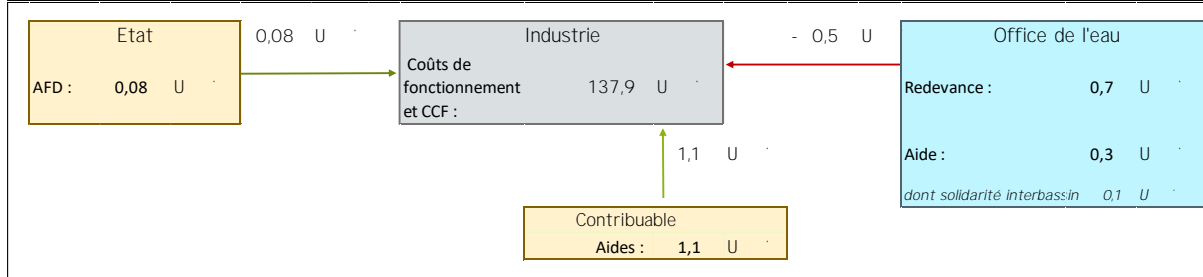 Etat
AFD : 0,08 U
0,08 U
Industrie
Coûts de
fonctionnement 137,9 U
et CCF :
- 0,5 U
Office de l'eau
Redevance : 0,7 U
Aide : 0,3 U
dont solidarité interbassin 0,1 U
1,1 U
Contribuable
Aides : 1,1 U